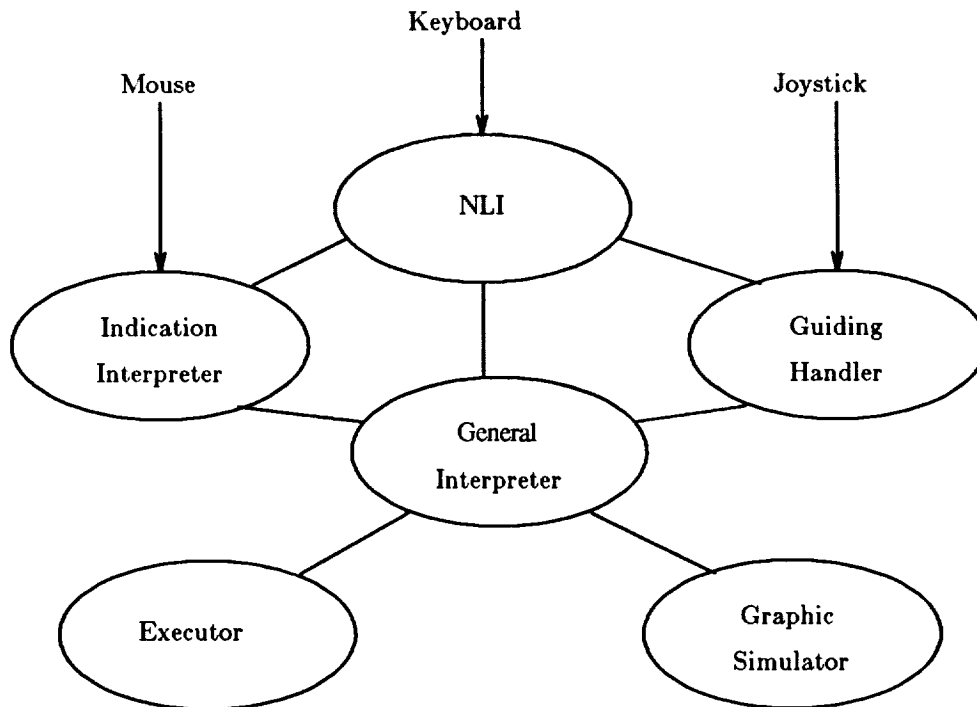 Keyboard
Mouse
Joystick
NLI
Indication
Interpreter
Guiding
Handler
General
Interpreter
Executor
Graphic
Simulator